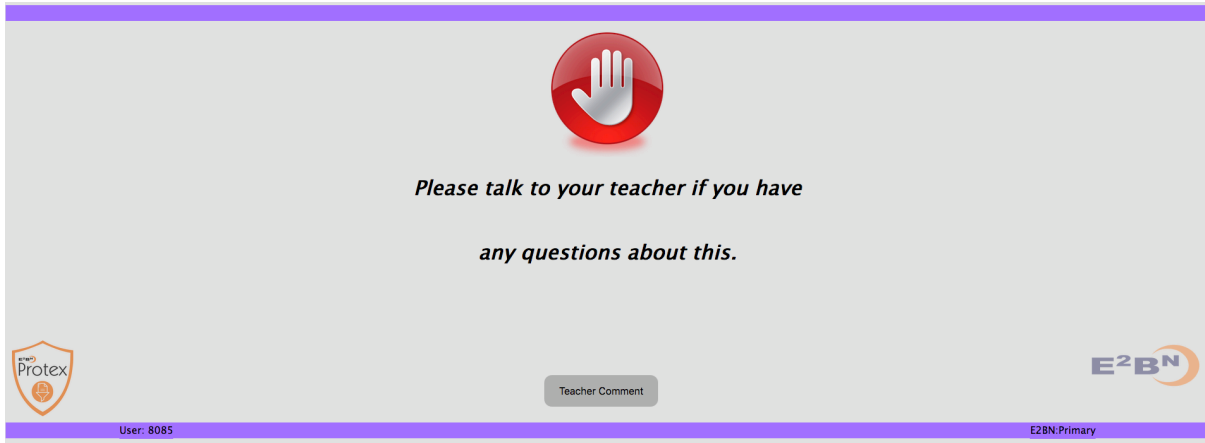 Please talk to your teacher if you have
any questions about this.
E²BN
Protex
E²BN
Teacher Comment
User: 8085
E2BN:Primary